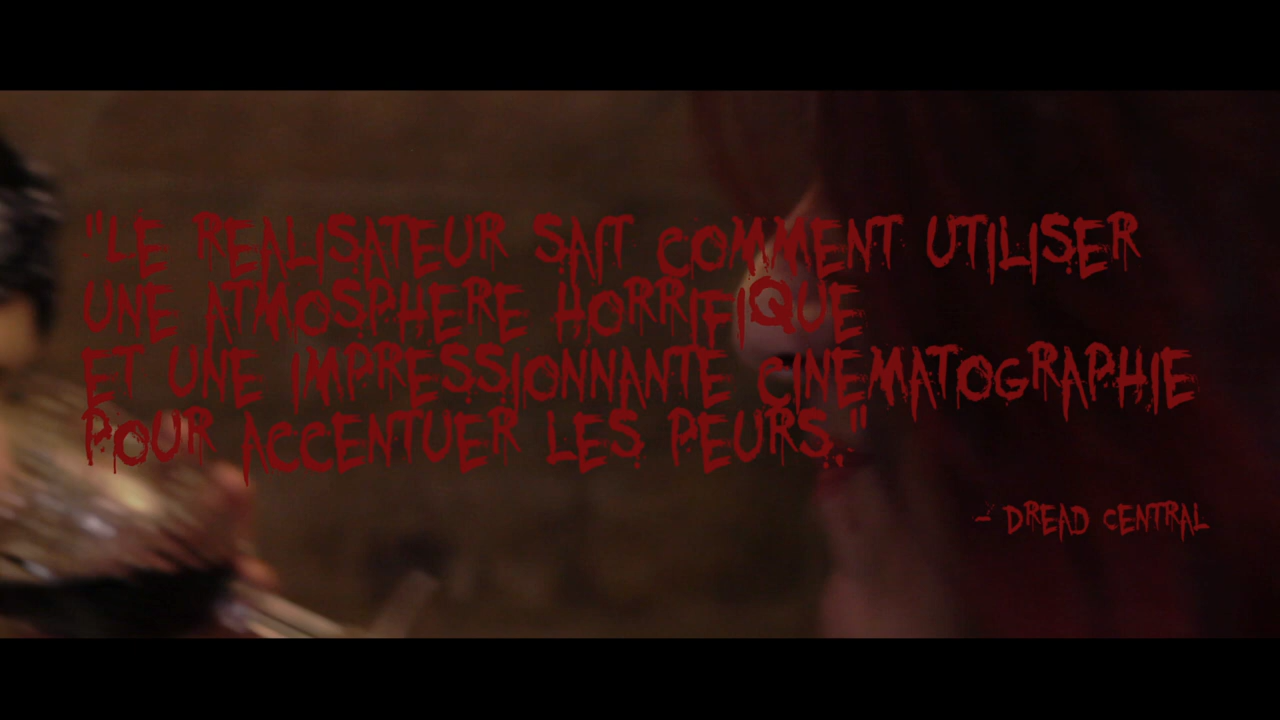 "LE REALISATEUR SAIT COMMENT UTILISER
UNE ATMOSPHERE HORRIFIQUE
ET UNE IMPRESSIONNANTE CINEMATOGRAPHIE
POUR ACCENTUER LES PEURS."
- DREAD CENTRAL